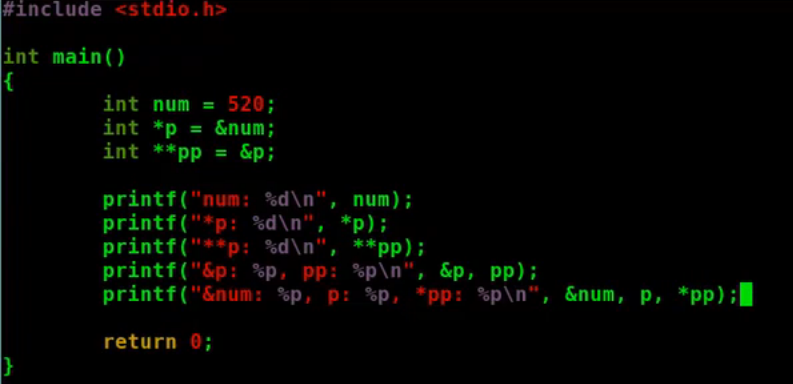 #include <stdio.h>
int main()
{
int num = 520;
int *p = &num;
int **pp = &p;
printf("num: %d\n", num);
printf("*p: %d\n", *p);
printf("**p: %d\n", **pp);
printf("&p: %p, pp: %p\n", &p, pp);
printf("&num: %p, p: %p, *pp: %p\n", &num, p, *pp);
return 0;
}